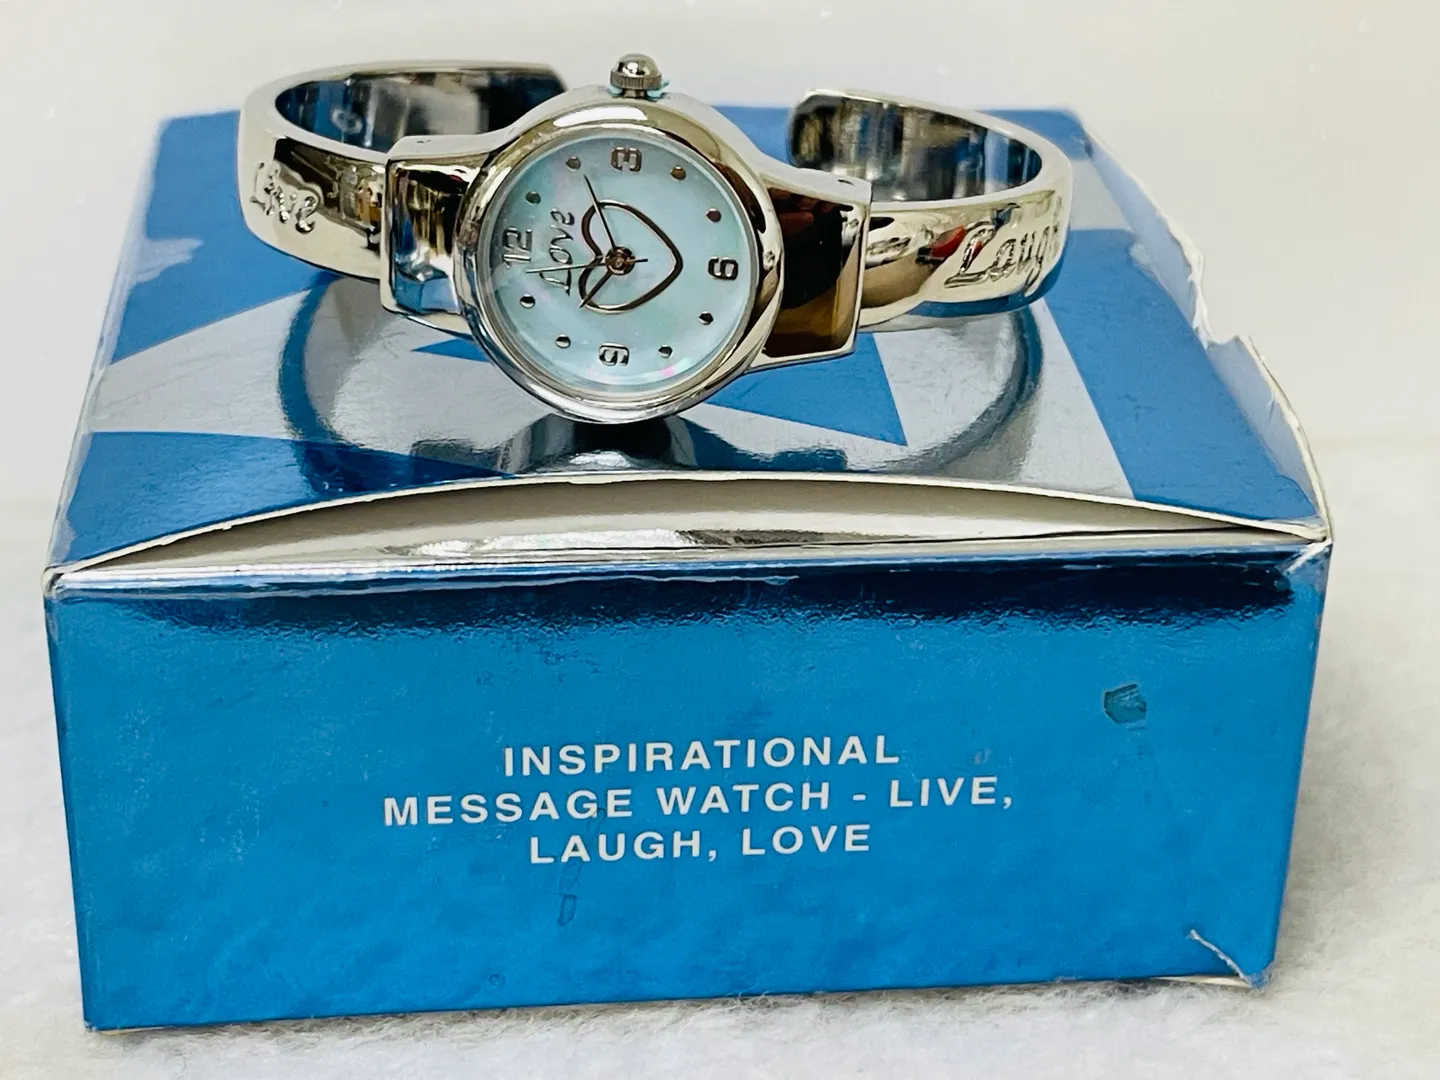 Live
Laugh
3
12
Love
6
9
INSPIRATIONAL
MESSAGE WATCH - LIVE,
LAUGH, LOVE